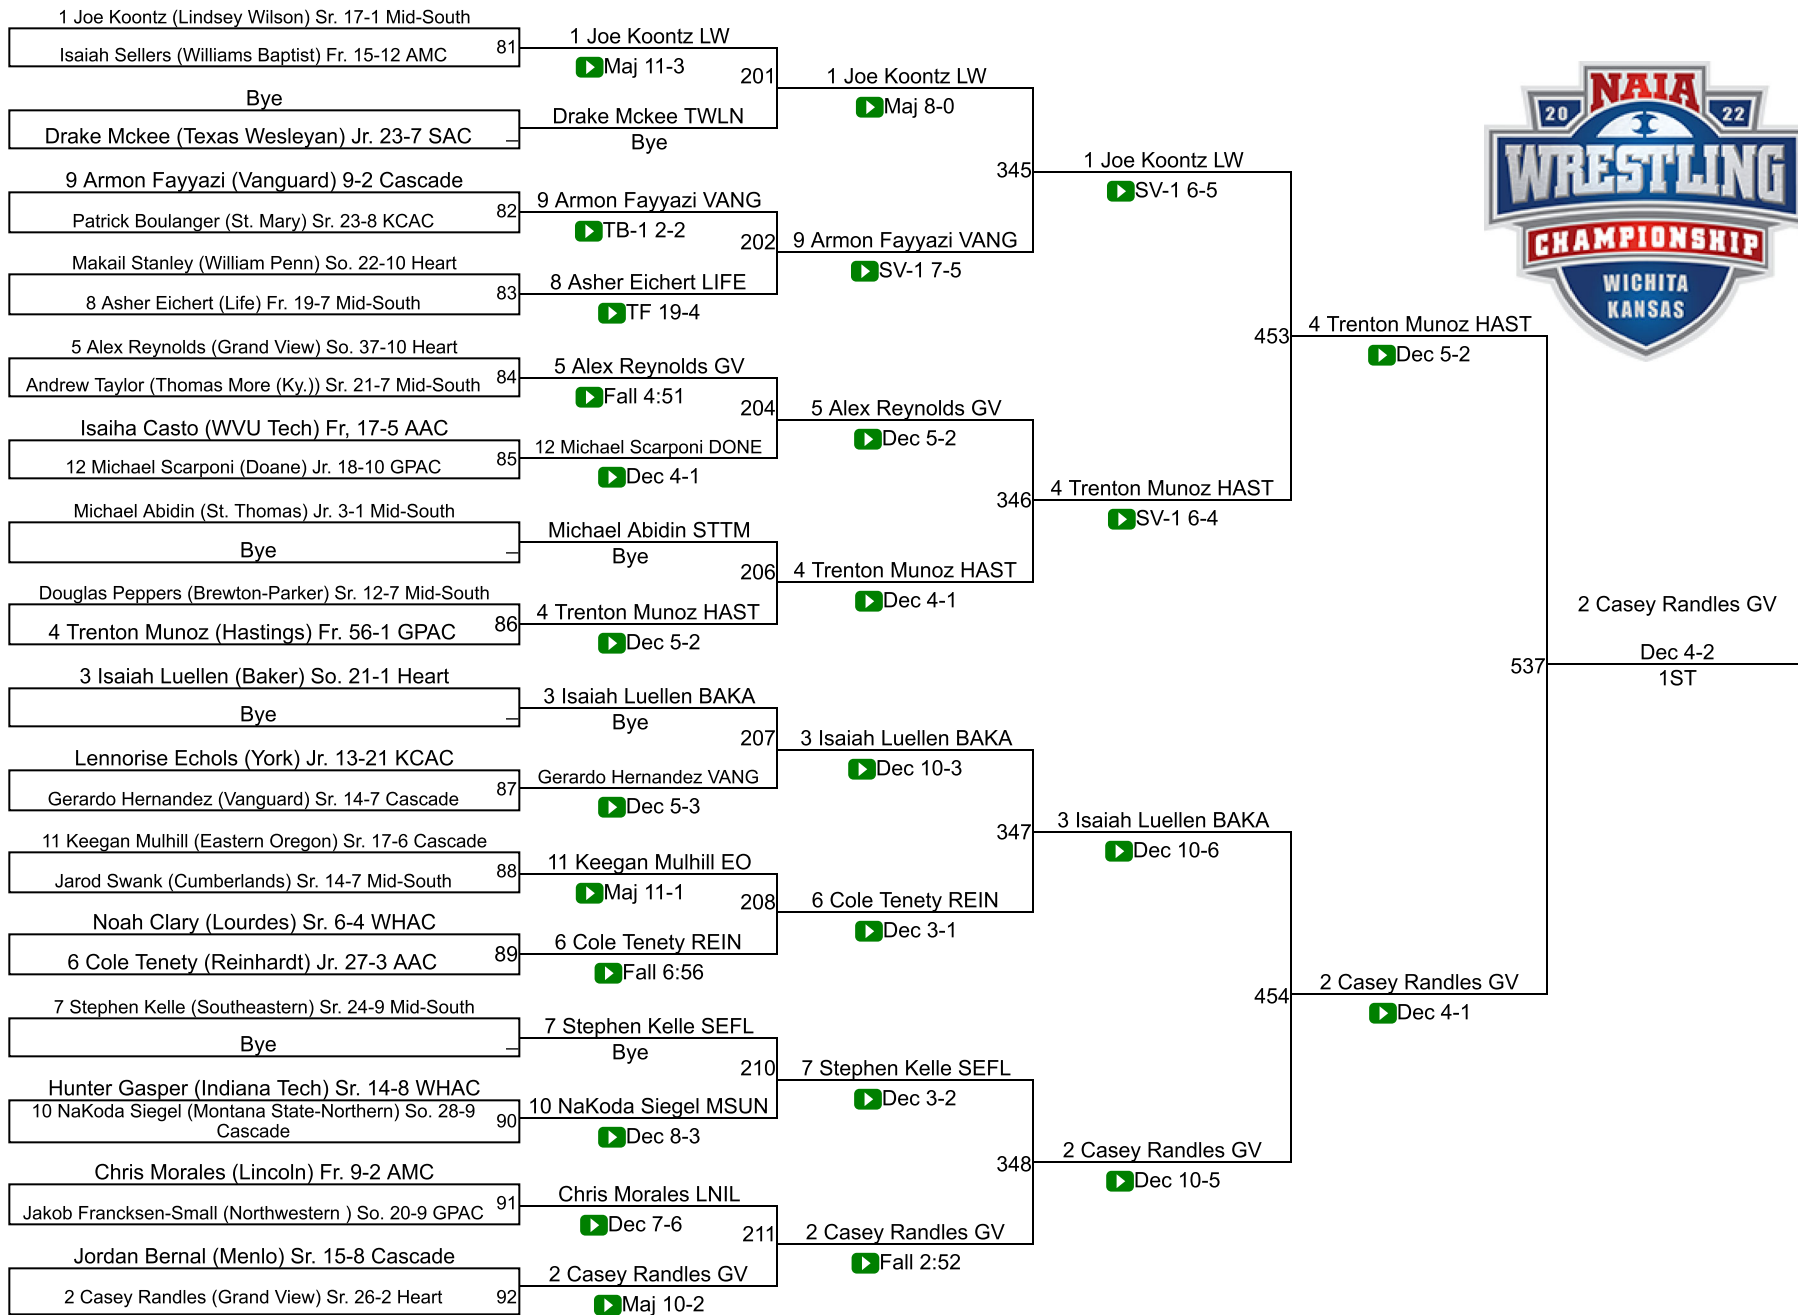 1 Joe Koontz (Lindsey Wilson) Sr. 17-1 Mid-South
Isaiah Sellers (Williams Baptist) Fr. 15-12 AMC
81
Bye
Drake Mckee (Texas Wesleyan) Jr. 23-7 SAC
9 Armon Fayyazi (Vanguard) 9-2 Cascade
Patrick Boulanger (St. Mary) Sr. 23-8 KCAC
82
Makail Stanley (William Penn) So. 22-10 Heart
8 Asher Eichert (Life) Fr. 19-7 Mid-South
83
5 Alex Reynolds (Grand View) So. 37-10 Heart
Andrew Taylor (Thomas More (Ky.)) Sr. 21-7 Mid-South
84
Isaiha Casto (WVU Tech) Fr, 17-5 AAC
12 Michael Scarponi (Doane) Jr. 18-10 GPAC
85
Michael Abidin (St. Thomas) Jr. 3-1 Mid-South
Bye
Douglas Peppers (Brewton-Parker) Sr. 12-7 Mid-South
4 Trenton Munoz (Hastings) Fr. 56-1 GPAC
86
3 Isaiah Luellen (Baker) So. 21-1 Heart
Bye
Lennorise Echols (York) Jr. 13-21 KCAC
Gerardo Hernandez (Vanguard) Sr. 14-7 Cascade
87
11 Keegan Mulhill (Eastern Oregon) Sr. 17-6 Cascade
Jarod Swank (Cumberlands) Sr. 14-7 Mid-South
88
Noah Clary (Lourdes) Sr. 6-4 WHAC
6 Cole Tenety (Reinhardt) Jr. 27-3 AAC
89
7 Stephen Kelle (Southeastern) Sr. 24-9 Mid-South
Bye
Hunter Gasper (Indiana Tech) Sr. 14-8 WHAC
10 NaKoda Siegel (Montana State-Northern) So. 28-9
Cascade
90
Chris Morales (Lincoln) Fr. 9-2 AMC
Jakob Francksen-Small (Northwestern ) So. 20-9 GPAC
91
Jordan Bernal (Menlo) Sr. 15-8 Cascade
2 Casey Randles (Grand View) Sr. 26-2 Heart
92
1 Joe Koontz LW
Maj 11-3
201
Drake Mckee TWLN
Bye
9 Armon Fayyazi VANG
TB-1 2-2
202
8 Asher Eichert LIFE
TF 19-4
5 Alex Reynolds GV
Fall 4:51
204
12 Michael Scarponi DONE
Dec 4-1
Michael Abidin STTM
Bye
206
4 Trenton Munoz HAST
Dec 5-2
3 Isaiah Luellen BAKA
Bye
207
Gerardo Hernandez VANG
Dec 5-3
11 Keegan Mulhill EO
Maj 11-1
208
6 Cole Tenety REIN
Fall 6:56
7 Stephen Kelle SEFL
Bye
210
10 NaKoda Siegel MSUN
Dec 8-3
Chris Morales LNIL
Dec 7-6
211
2 Casey Randles GV
Maj 10-2
1 Joe Koontz LW
Maj 8-0
345
9 Armon Fayyazi VANG
SV-1 7-5
5 Alex Reynolds GV
Dec 5-2
346
4 Trenton Munoz HAST
Dec 4-1
3 Isaiah Luellen BAKA
Dec 10-3
347
6 Cole Tenety REIN
Dec 3-1
7 Stephen Kelle SEFL
Dec 3-2
348
2 Casey Randles GV
Fall 2:52
1 Joe Koontz LW
SV-1 6-5
453
4 Trenton Munoz HAST
SV-1 6-4
3 Isaiah Luellen BAKA
Dec 10-6
454
2 Casey Randles GV
Dec 10-5
4 Trenton Munoz HAST
Dec 5-2
537
2 Casey Randles GV
Dec 4-1
2 Casey Randles GV
Dec 4-2
1ST
NAIA
20 22
WRESTLING
CHAMPIONSHIP
WICHITA
KANSAS